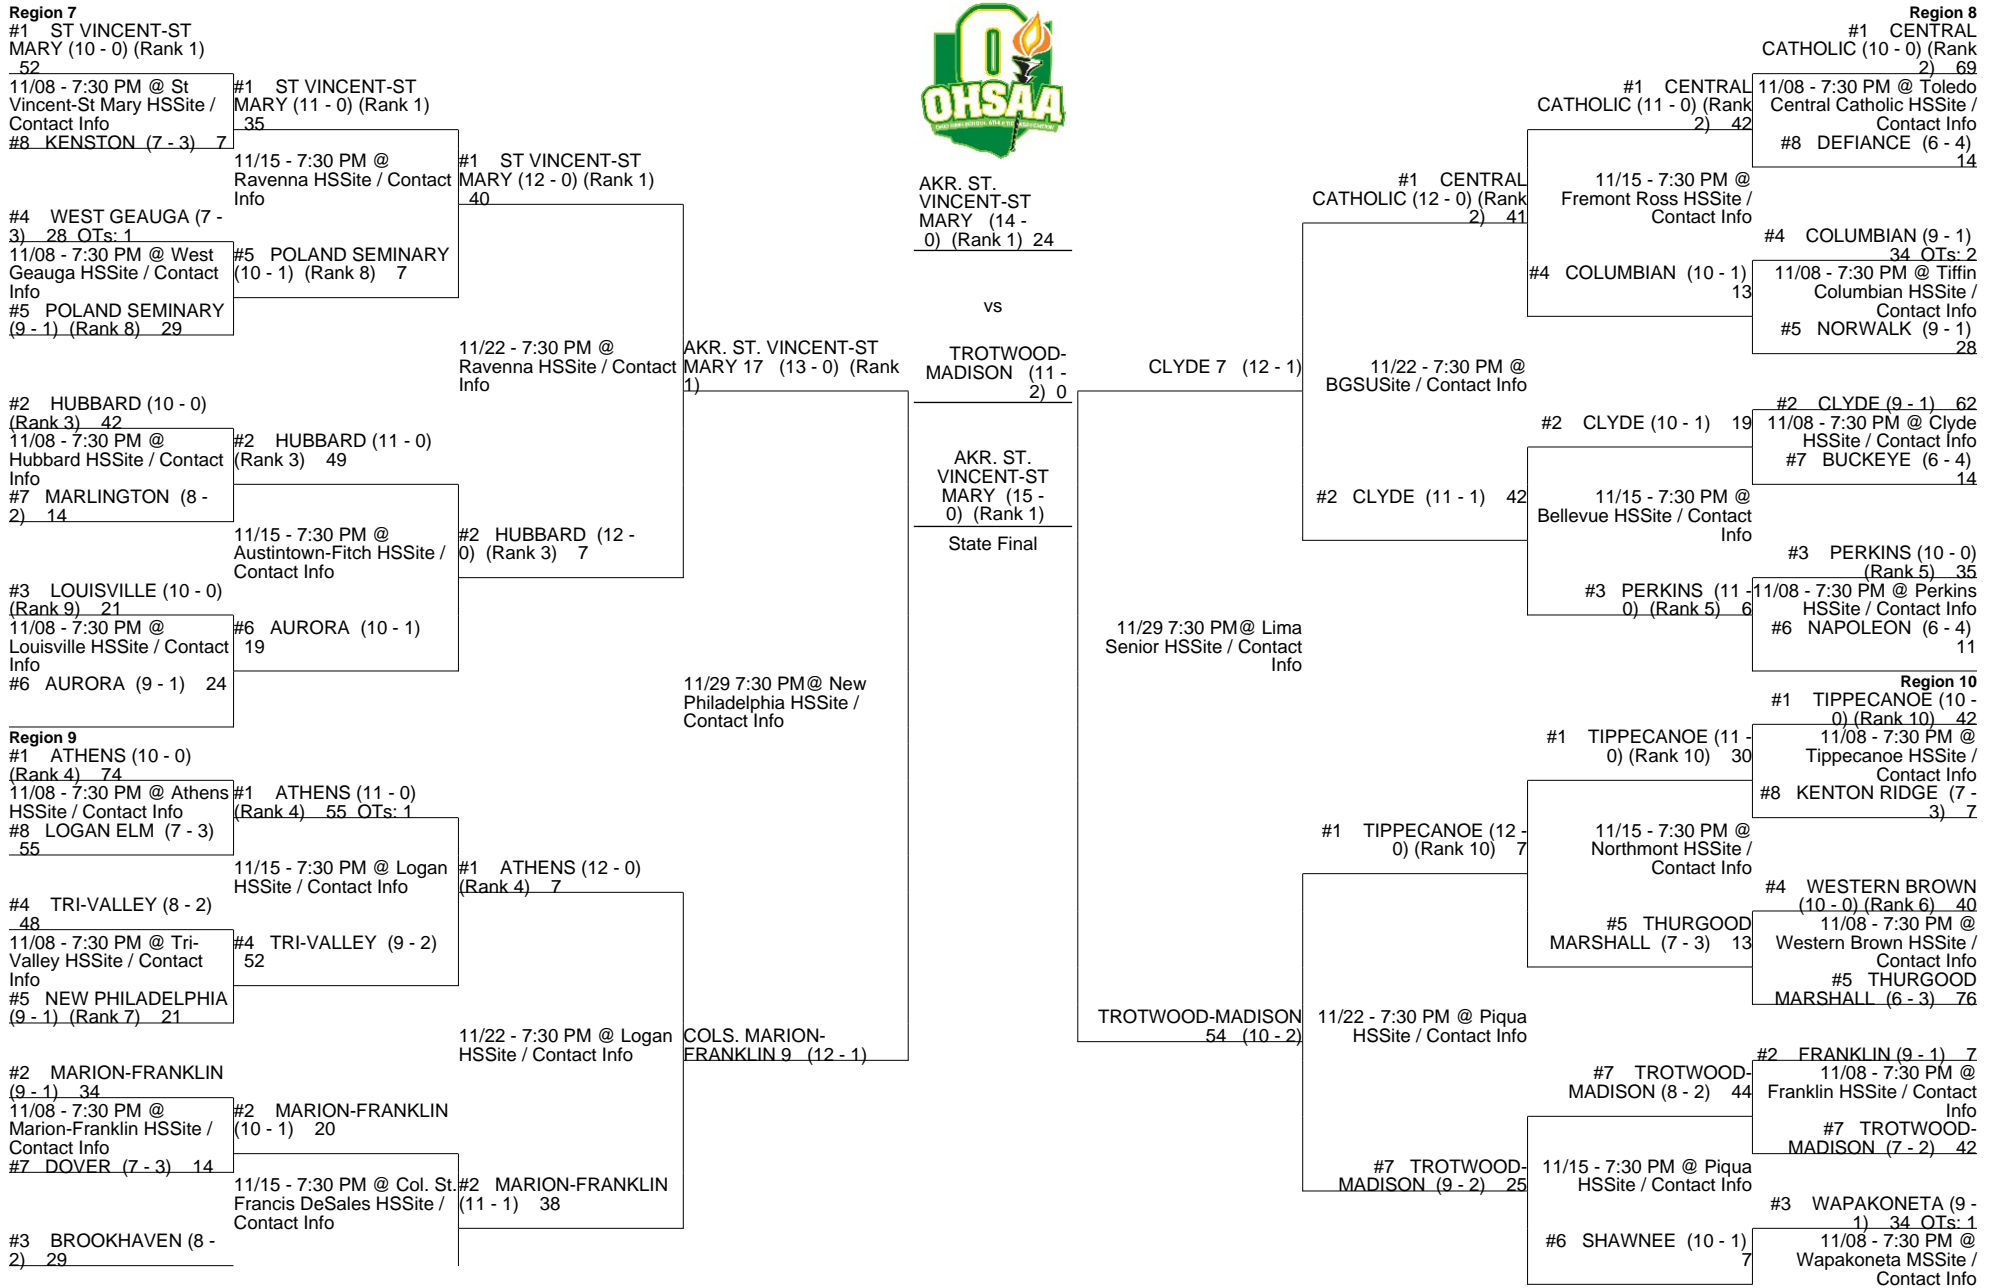 Region 7
#1 ST VINCENT-ST
MARY (10 - 0) (Rank 1)
52
11/08 - 7:30 PM @ St
Vincent-St Mary HSSite /
Contact Info
#8 KENSTON (7 - 3) 7
#4 WEST GEAUGA (7 -
3) 28 OTs: 1
11/08 - 7:30 PM @ West
Geauga HSSite / Contact
Info
#5 POLAND SEMINARY
(9 - 1) (Rank 8) 29
#2 HUBBARD (10 - 0)
(Rank 3) 42
11/08 - 7:30 PM @
Hubbard HSSite / Contact
Info
#7 MARLINGTON (8 -
2) 14
#3 LOUISVILLE (10 - 0)
(Rank 9) 21
11/08 - 7:30 PM @
Louisville HSSite / Contact
Info
#6 AURORA (9 - 1) 24
Region 9
#1 ATHENS (10 - 0)
(Rank 4) 74
11/08 - 7:30 PM @ Athens
HSSite / Contact Info
#8 LOGAN ELM (7 - 3)
55
#4 TRI-VALLEY (8 - 2)
48
11/08 - 7:30 PM @ Tri-
Valley HSSite / Contact
Info
#5 NEW PHILADELPHIA
(9 - 1) (Rank 7) 21
#2 MARION-FRANKLIN
(9 - 1) 34
11/08 - 7:30 PM @
Marion-Franklin HSSite /
Contact Info
#7 DOVER (7 - 3) 14
#3 BROOKHAVEN (8 -
2) 29
#1 ST VINCENT-ST
MARY (11 - 0) (Rank 1)
35
11/15 - 7:30 PM @
Ravenna HSSite / Contact
Info
#5 POLAND SEMINARY
(10 - 1) (Rank 8) 7
#2 HUBBARD (11 - 0)
(Rank 3) 49
11/15 - 7:30 PM @
Austintown-Fitch HSSite /
Contact Info
#6 AURORA (10 - 1)
19
#1 ATHENS (11 - 0)
(Rank 4) 55 OTs: 1
11/15 - 7:30 PM @ Logan
HSSite / Contact Info
#4 TRI-VALLEY (9 - 2)
52
#2 MARION-FRANKLIN
(10 - 1) 20
11/15 - 7:30 PM @ Col. St.
Francis DeSales HSSite /
Contact Info
#1 ST VINCENT-ST
MARY (12 - 0) (Rank 1)
40
11/22 - 7:30 PM @
Ravenna HSSite / Contact
Info
#2 HUBBARD (12 -
0) (Rank 3) 7
#1 ATHENS (12 - 0)
(Rank 4) 7
11/22 - 7:30 PM @ Logan
HSSite / Contact Info
#2 MARION-FRANKLIN
(11 - 1) 38
AKR. ST. VINCENT-ST
MARY 17 (13 - 0) (Rank
1)
11/29 7:30 PM@ New
Philadelphia HSSite /
Contact Info
COLS. MARION-
FRANKLIN 9 (12 - 1)
OHSAA
AKR. ST.
VINCENT-ST
MARY (14 -
0) (Rank 1) 24
vs
TROTWOOD-
MADISON (11 -
2) 0
AKR. ST.
VINCENT-ST
MARY (15 -
0) (Rank 1)
State Final
CLYDE 7 (12 - 1)
11/29 7:30 PM@ Lima
Senior HSSite / Contact
Info
TROTWOOD-MADISON
54 (10 - 2)
#1 CENTRAL
CATHOLIC (12 - 0) (Rank
2) 41
11/22 - 7:30 PM @
BGSUSite / Contact Info
#2 CLYDE (11 - 1) 42
#1 TIPPECANOE (12 -
0) (Rank 10) 7
11/22 - 7:30 PM @ Piqua
HSSite / Contact Info
#7 TROTWOOD-
MADISON (9 - 2) 25
#1 CENTRAL
CATHOLIC (11 - 0) (Rank
2) 42
11/15 - 7:30 PM @
Fremont Ross HSSite /
Contact Info
#4 COLUMBIAN (10 - 1)
13
#2 CLYDE (10 - 1) 19
11/15 - 7:30 PM @
Bellevue HSSite / Contact
Info
#3 PERKINS (11 -
0) (Rank 5) 6
#1 TIPPECANOE (11 -
0) (Rank 10) 30
11/15 - 7:30 PM @
Northmont HSSite /
Contact Info
#5 THURGOOD
MARSHALL (7 - 3) 13
#7 TROTWOOD-
MADISON (8 - 2) 44
11/15 - 7:30 PM @ Piqua
HSSite / Contact Info
#6 SHAWNEE (10 - 1)
7
Region 8
#1 CENTRAL
CATHOLIC (10 - 0) (Rank
2) 69
11/08 - 7:30 PM @ Toledo
Central Catholic HSSite /
Contact Info
#8 DEFIANCE (6 - 4)
14
#4 COLUMBIAN (9 - 1)
34 OTs: 2
11/08 - 7:30 PM @ Tiffin
Columbian HSSite /
Contact Info
#5 NORWALK (9 - 1)
28
#2 CLYDE (9 - 1) 62
11/08 - 7:30 PM @ Clyde
HSSite / Contact Info
#7 BUCKEYE (6 - 4)
14
#3 PERKINS (10 - 0)
(Rank 5) 35
11/08 - 7:30 PM @ Perkins
HSSite / Contact Info
#6 NAPOLEON (6 - 4)
11
Region 10
#1 TIPPECANOE (10 -
0) (Rank 10) 42
11/08 - 7:30 PM @
Tippecanoe HSSite /
Contact Info
#8 KENTON RIDGE (7 -
3) 7
#4 WESTERN BROWN
(10 - 0) (Rank 6) 40
11/08 - 7:30 PM @
Western Brown HSSite /
Contact Info
#5 THURGOOD
MARSHALL (6 - 3) 76
#2 FRANKLIN (9 - 1) 7
11/08 - 7:30 PM @
Franklin HSSite / Contact
Info
#7 TROTWOOD-
MADISON (7 - 2) 42
#3 WAPAKONETA (9 -
1) 34 OTs: 1
11/08 - 7:30 PM @
Wapakoneta MSSite /
Contact Info